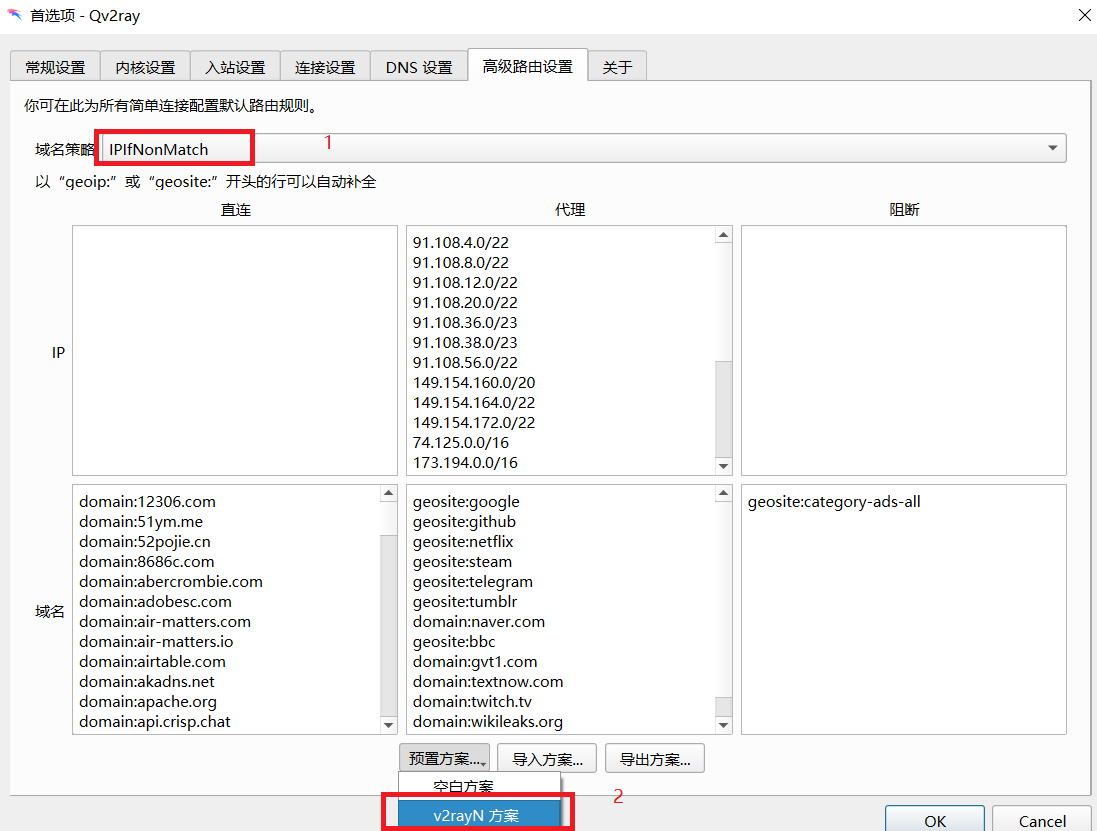 首选项 - Qv2ray
常规设置 内核设置 入站设置 连接设置 DNS 设置 高级路由设置 关于
你可在此为所有简单连接配置默认路由规则。
域名策略 IPIfNonMatch 1
以“geoip:”或“geosite:”开头的行可以自动补全
直连 代理 阻断
IP
91.108.4.0/22
91.108.8.0/22
91.108.12.0/22
91.108.20.0/22
91.108.36.0/23
91.108.38.0/23
91.108.56.0/22
149.154.160.0/20
149.154.164.0/22
149.154.172.0/22
74.125.0.0/16
173.194.0.0/16
域名
domain:12306.com
domain:51ym.me
domain:52pojie.cn
domain:8686c.com
domain:abercrombie.com
domain:adobesc.com
domain:air-matters.com
domain:air-matters.io
domain:airtable.com
domain:akadns.net
domain:apache.org
domain:api.crisp.chat
geosite:google
geosite:github
geosite:netflix
geosite:steam
geosite:telegram
geosite:tumblr
domain:naver.com
geosite:bbc
domain:gvt1.com
domain:textnow.com
domain:twitch.tv
domain:wikileaks.org
geosite:category-ads-all
预置方案... 导入方案... 导出方案...
空白方案
v2rayN 方案 2
OK Cancel